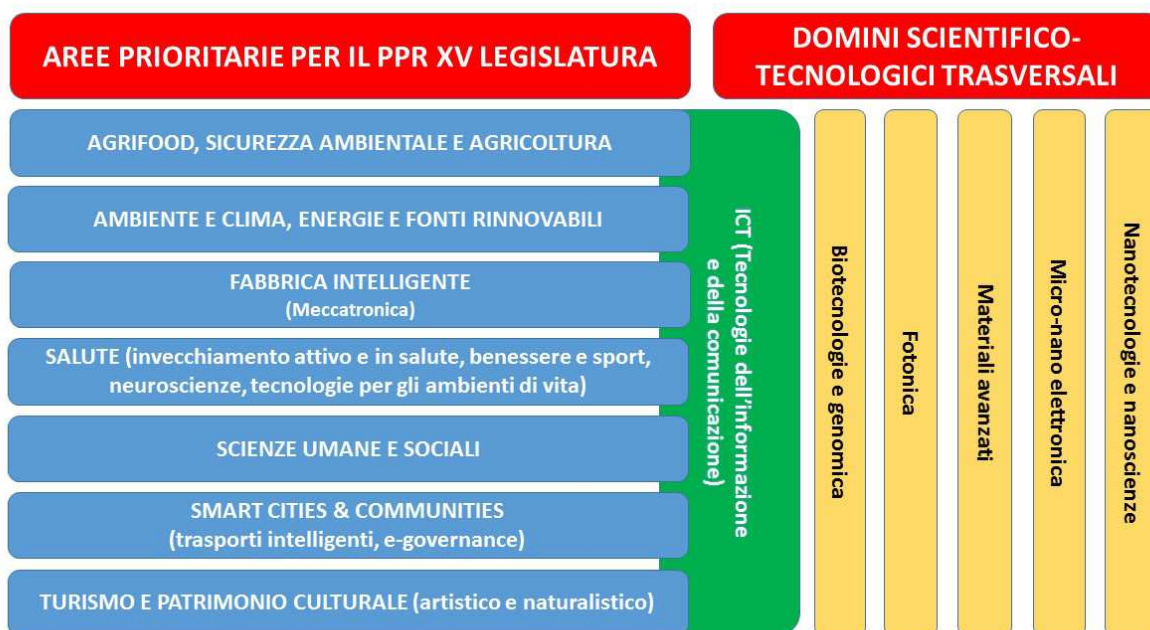 AREE PRIORITARIE PER IL PPR XV LEGISLATURA
DOMINI SCIENTIFICO-
TECNOLOGICI TRASVERSALI
AGRIFOOD, SICUREZZA AMBIENTALE E AGRICOLTURA
AMBIENTE E CLIMA, ENERGIE E FONTI RINNOVABILI
FABBRICA INTELLIGENTE
(Meccatronica)
SALUTE (invecchiamento attivo e in salute, benessere e sport,
neuroscienze, tecnologie per gli ambienti di vita)
SCIENZE UMANE E SOCIALI
SMART CITIES & COMMUNITIES
(trasporti intelligenti, e-governance)
TURISMO E PATRIMONIO CULTURALE (artistico e naturalistico)
ICT (Tecnologie dell'informazione
e della comunicazione)
Biotecnologie e genomica
Fotonica
Materiali avanzati
Micro-nano elettronica
Nanotecnologie e nanoscienze